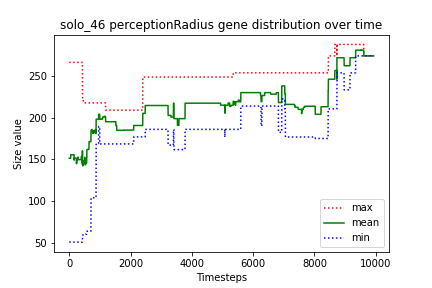 solo_46 perceptionRadius gene distribution over time
Size value
250
200
150
100
50
0
2000
4000
6000
8000
10000
Timesteps
max
mean
min